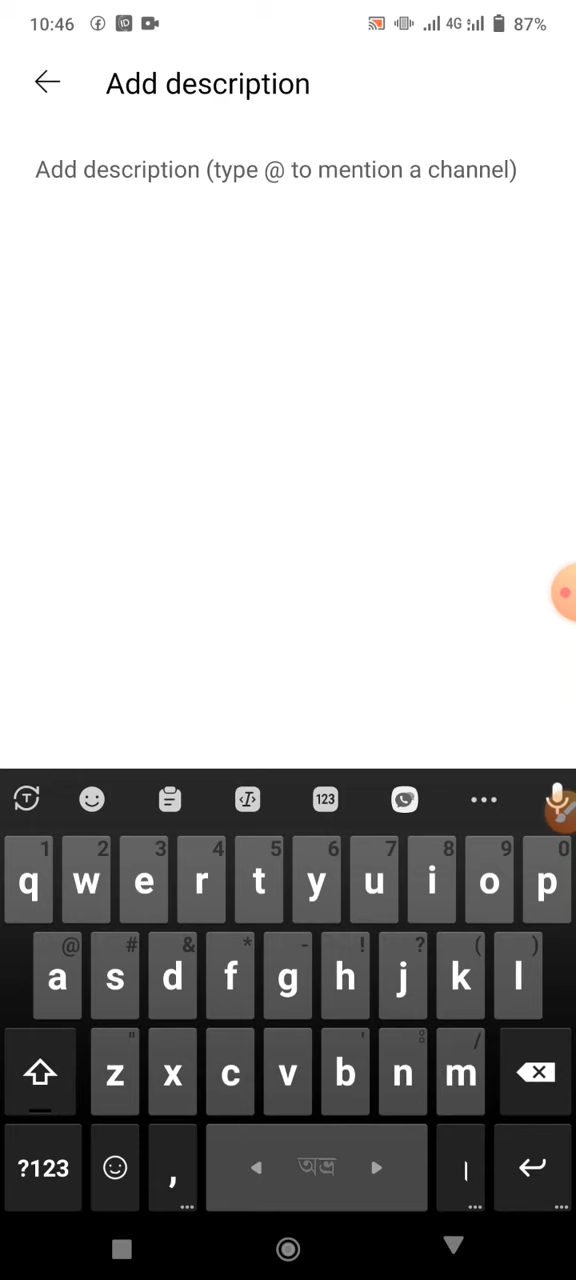 10:46 4G 87%
Add description
Add description (type @ to mention a channel)
123
1 2 3 4 5 6 7 8 9 0
q w e r t y u i o p
@ # & * - ! ? ( )
a s d f g h j k l
" ' ঃ /
z x c v b n m
?123 , অভ্র ।